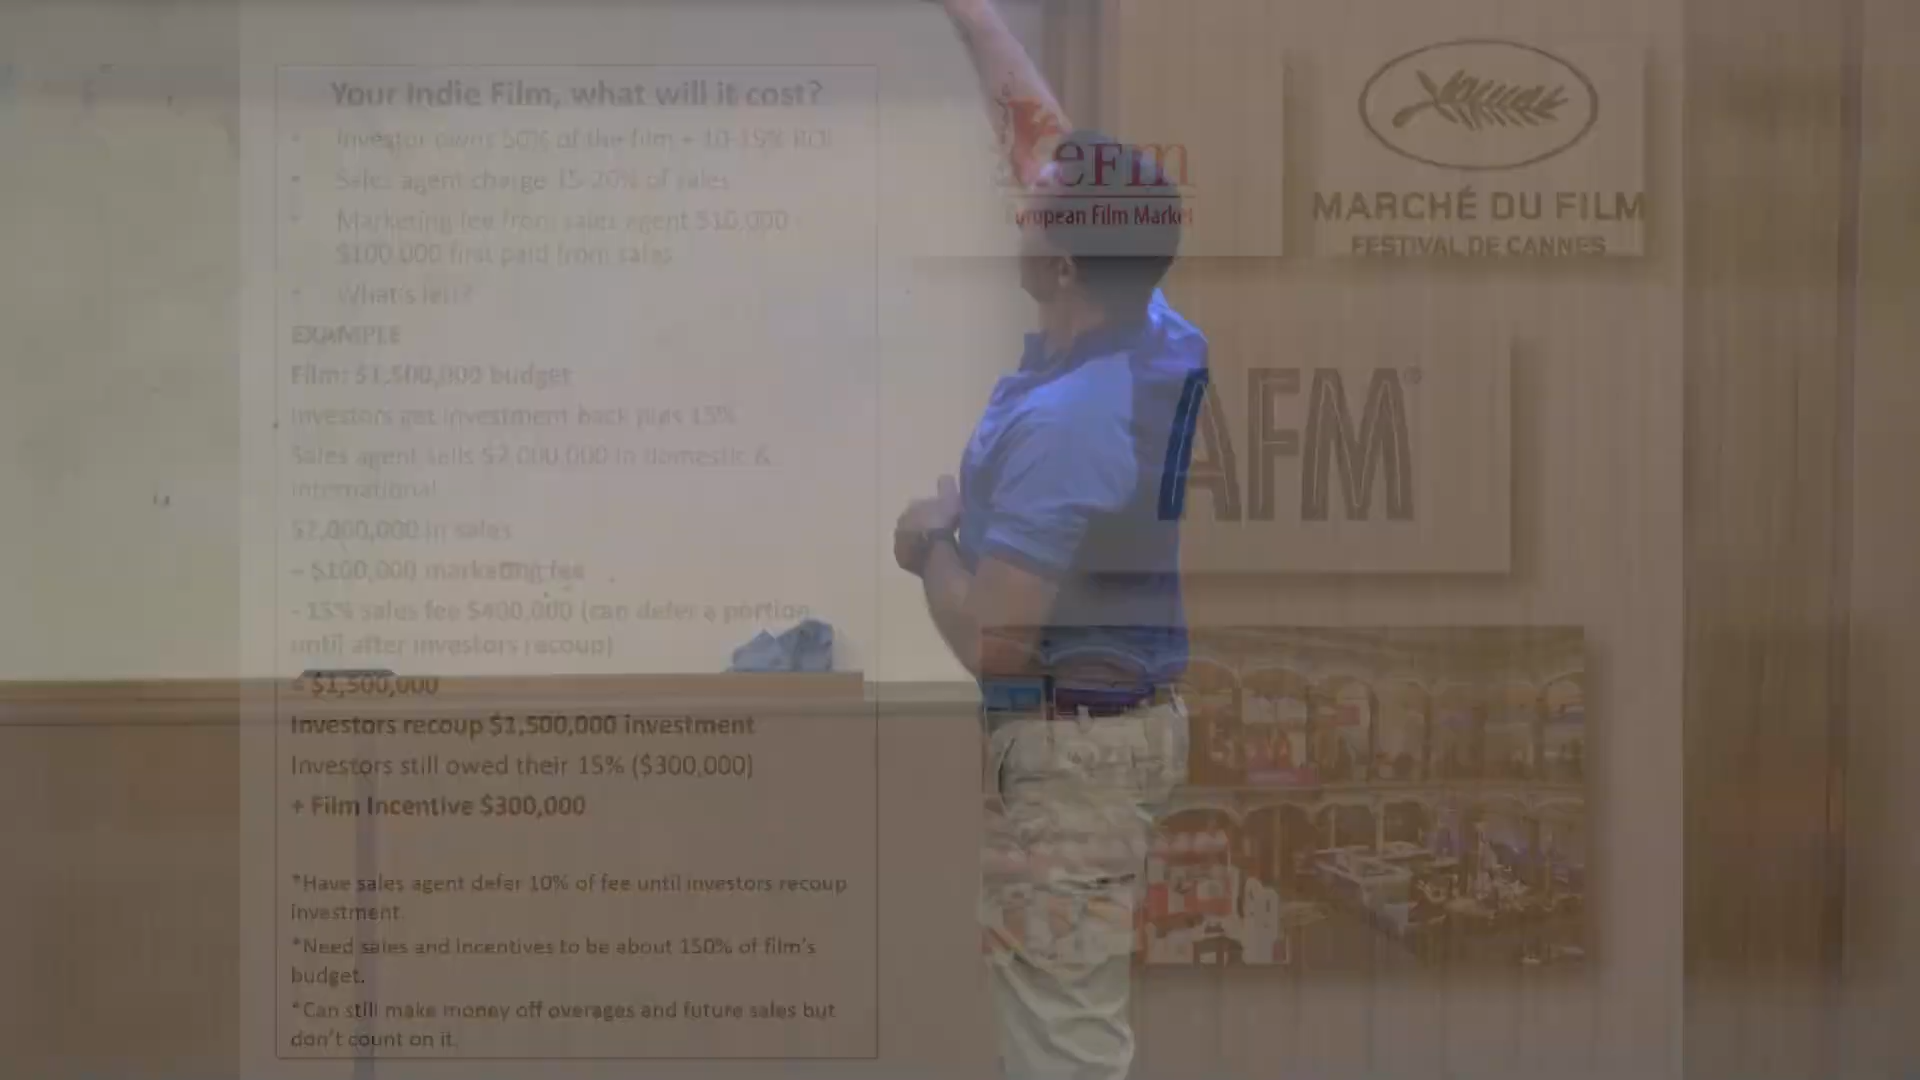 Your Indie Film, what will it cost?
• Investor owns 50% of the film + 10-15% ROI
• Sales agent charge 15-20% of sales
• Marketing fee from sales agent $10,000
$100,000 first paid from sales
• What's left?
EXAMPLE
Film: $1,500,000 budget
Investors get investment back plus 15%
Sales agent sells $2,000,000 in domestic &
international
$2,000,000 in sales
- $100,000 marketing fee
- 15% sales fee $400,000 (can defer a portion
until after investors recoup)
= $1,500,000
Investors recoup $1,500,000 investment
Investors still owed their 15% ($300,000)
+ Film Incentive $300,000
*Have sales agent defer 10% of fee until investors recoup
investment.
*Need sales and incentives to be about 150% of film's
budget.
*Can still make money off overages and future sales but
don't count on it.
eFm
European Film Market
MARCHÉ DU FILM
FESTIVAL DE CANNES
AFM®